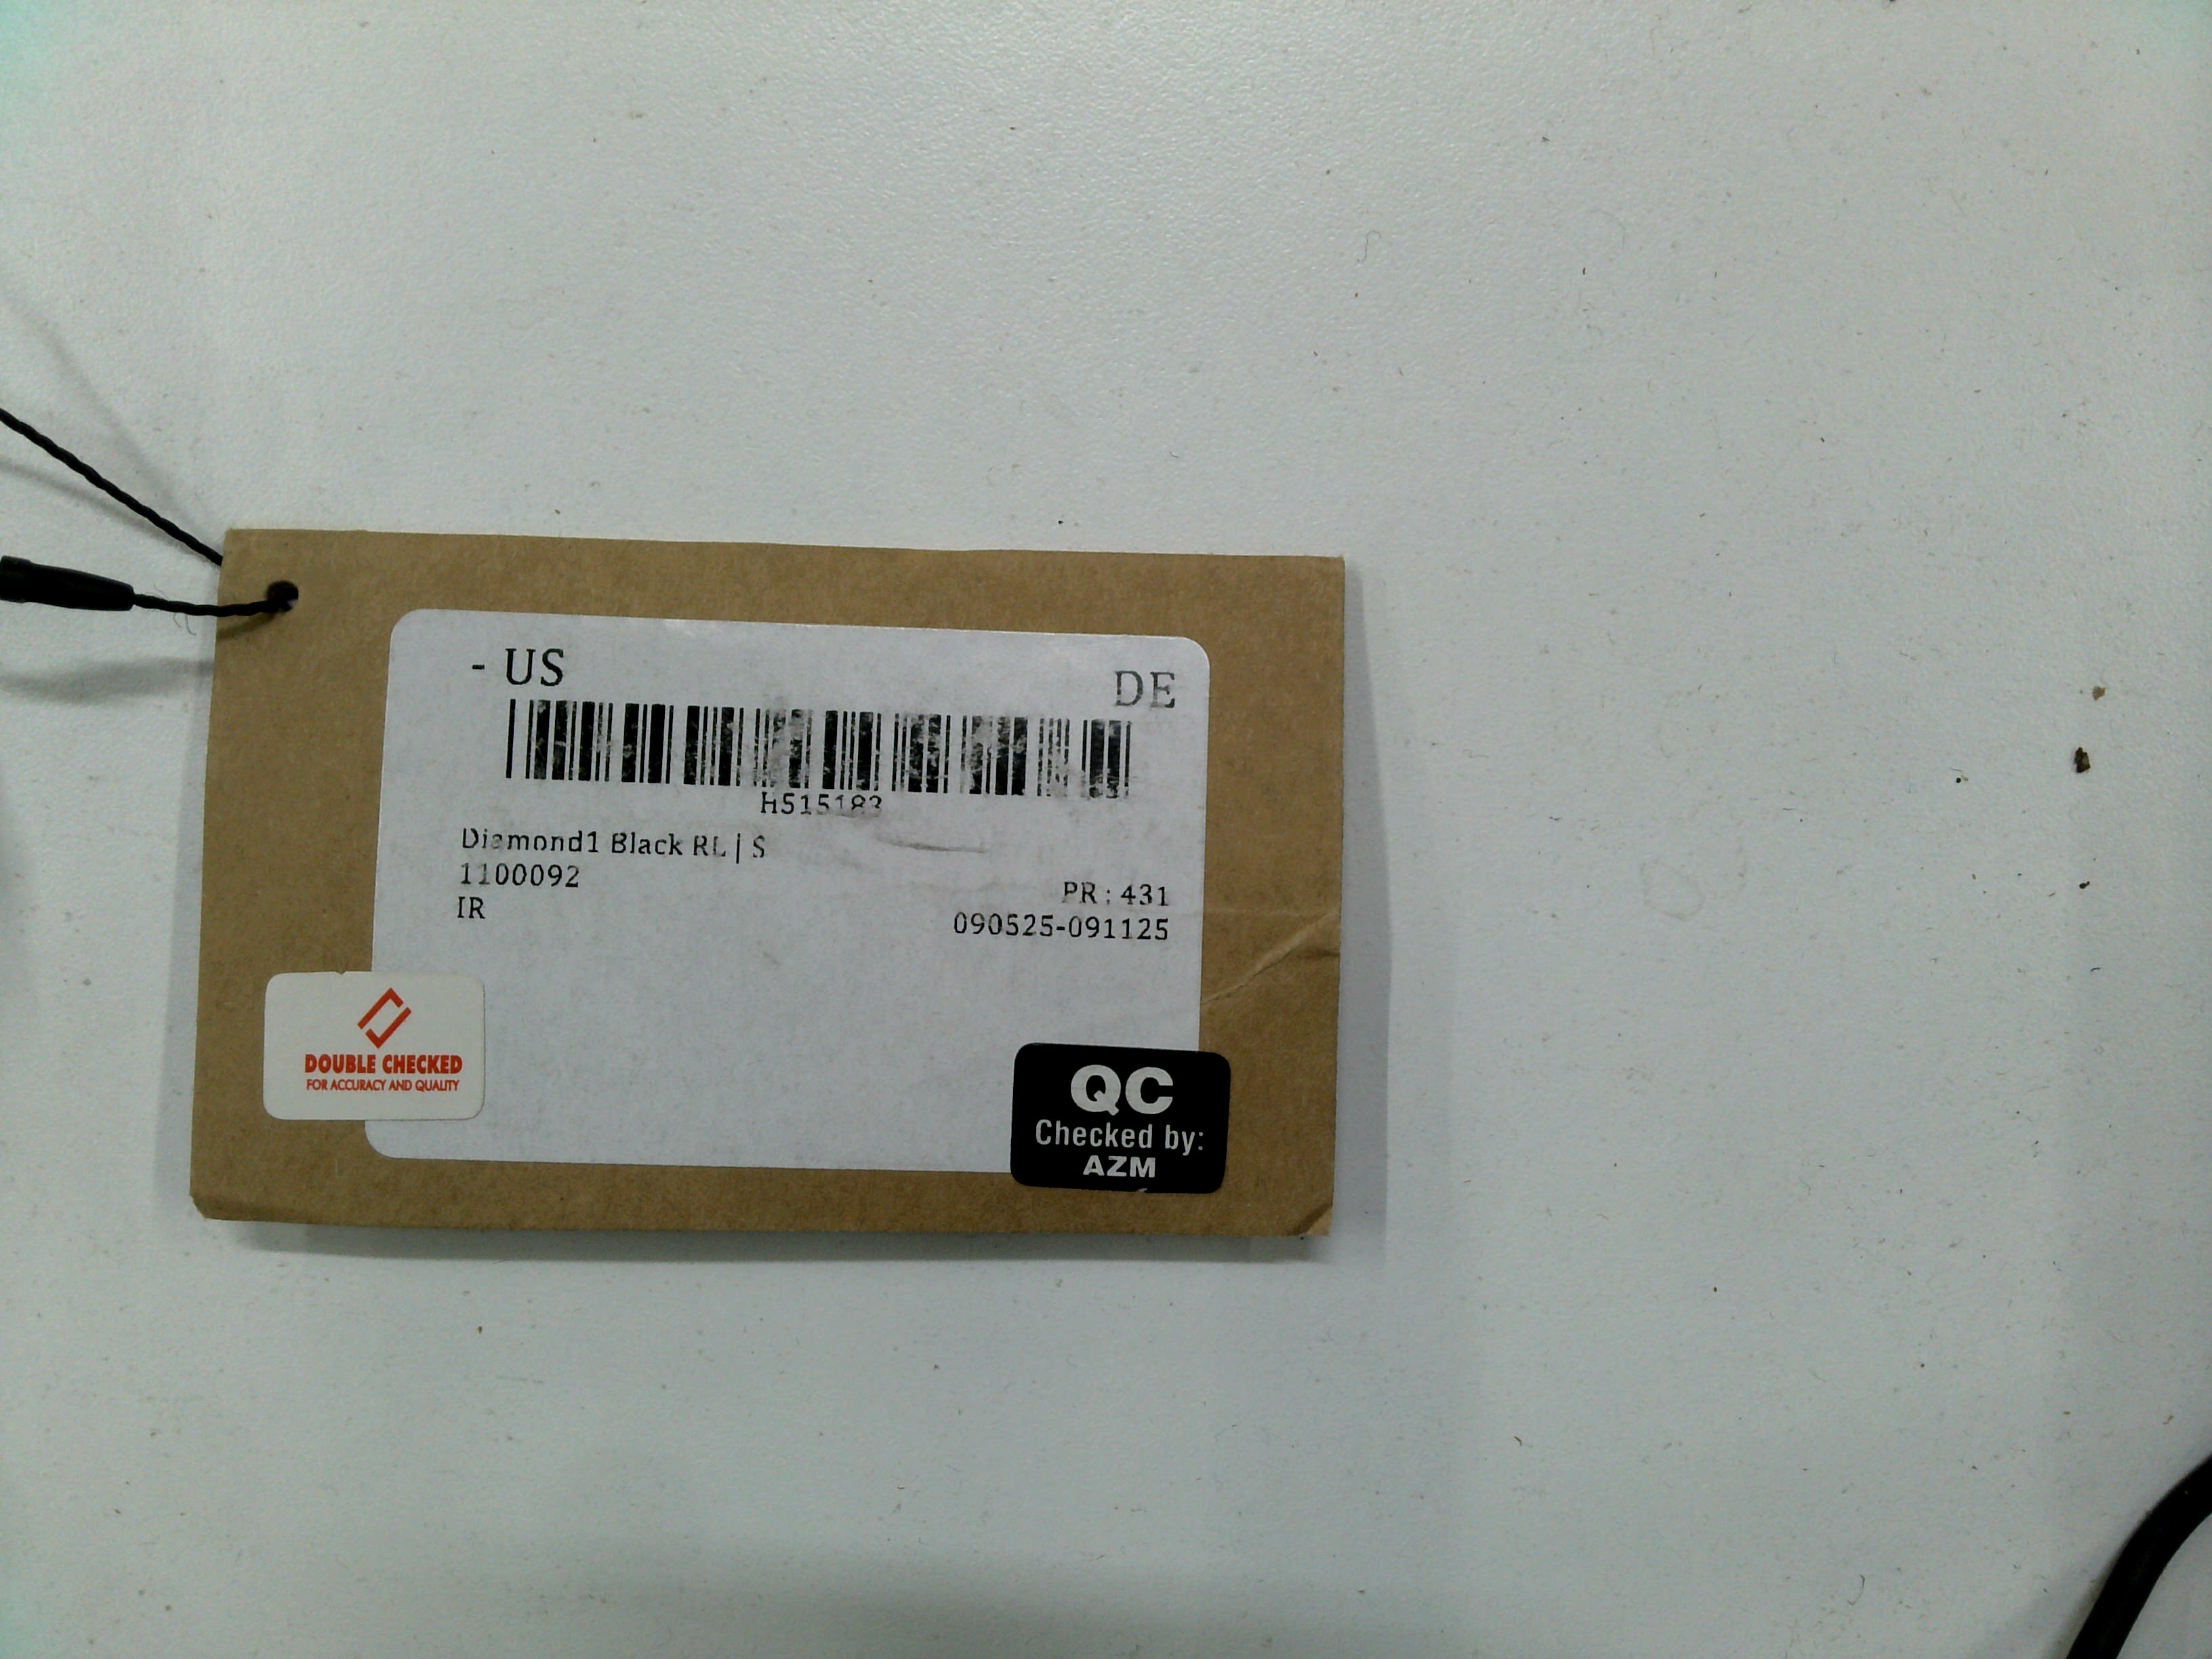 - US
DE
H515183
Diamond1 Black RL | S
1100092
PR : 431
IR
090525-091125
DOUBLE CHECKED
FOR ACCURACY AND QUALITY
QC
Checked by:
AZM